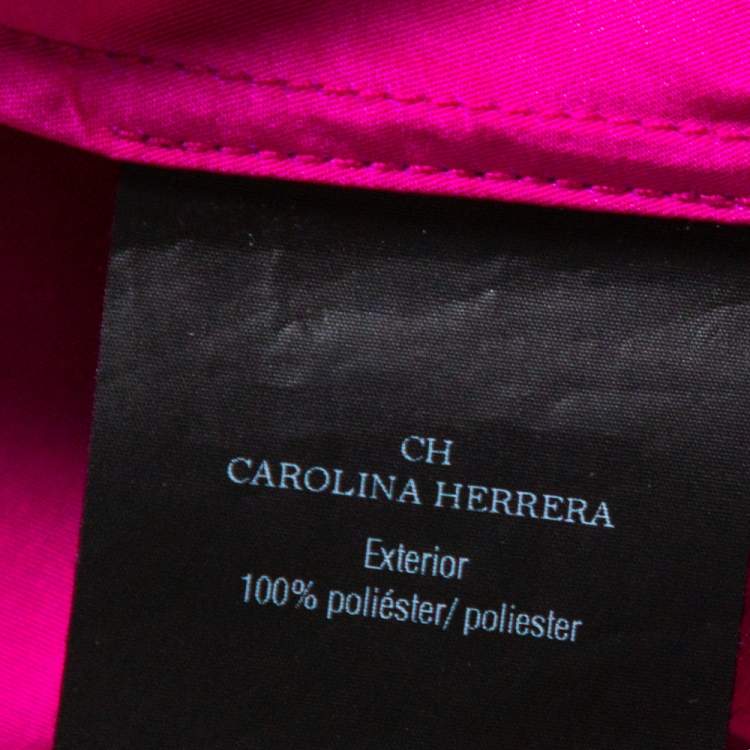 CH
CAROLINA HERRERA
Exterior
100% poliéster/ poliester